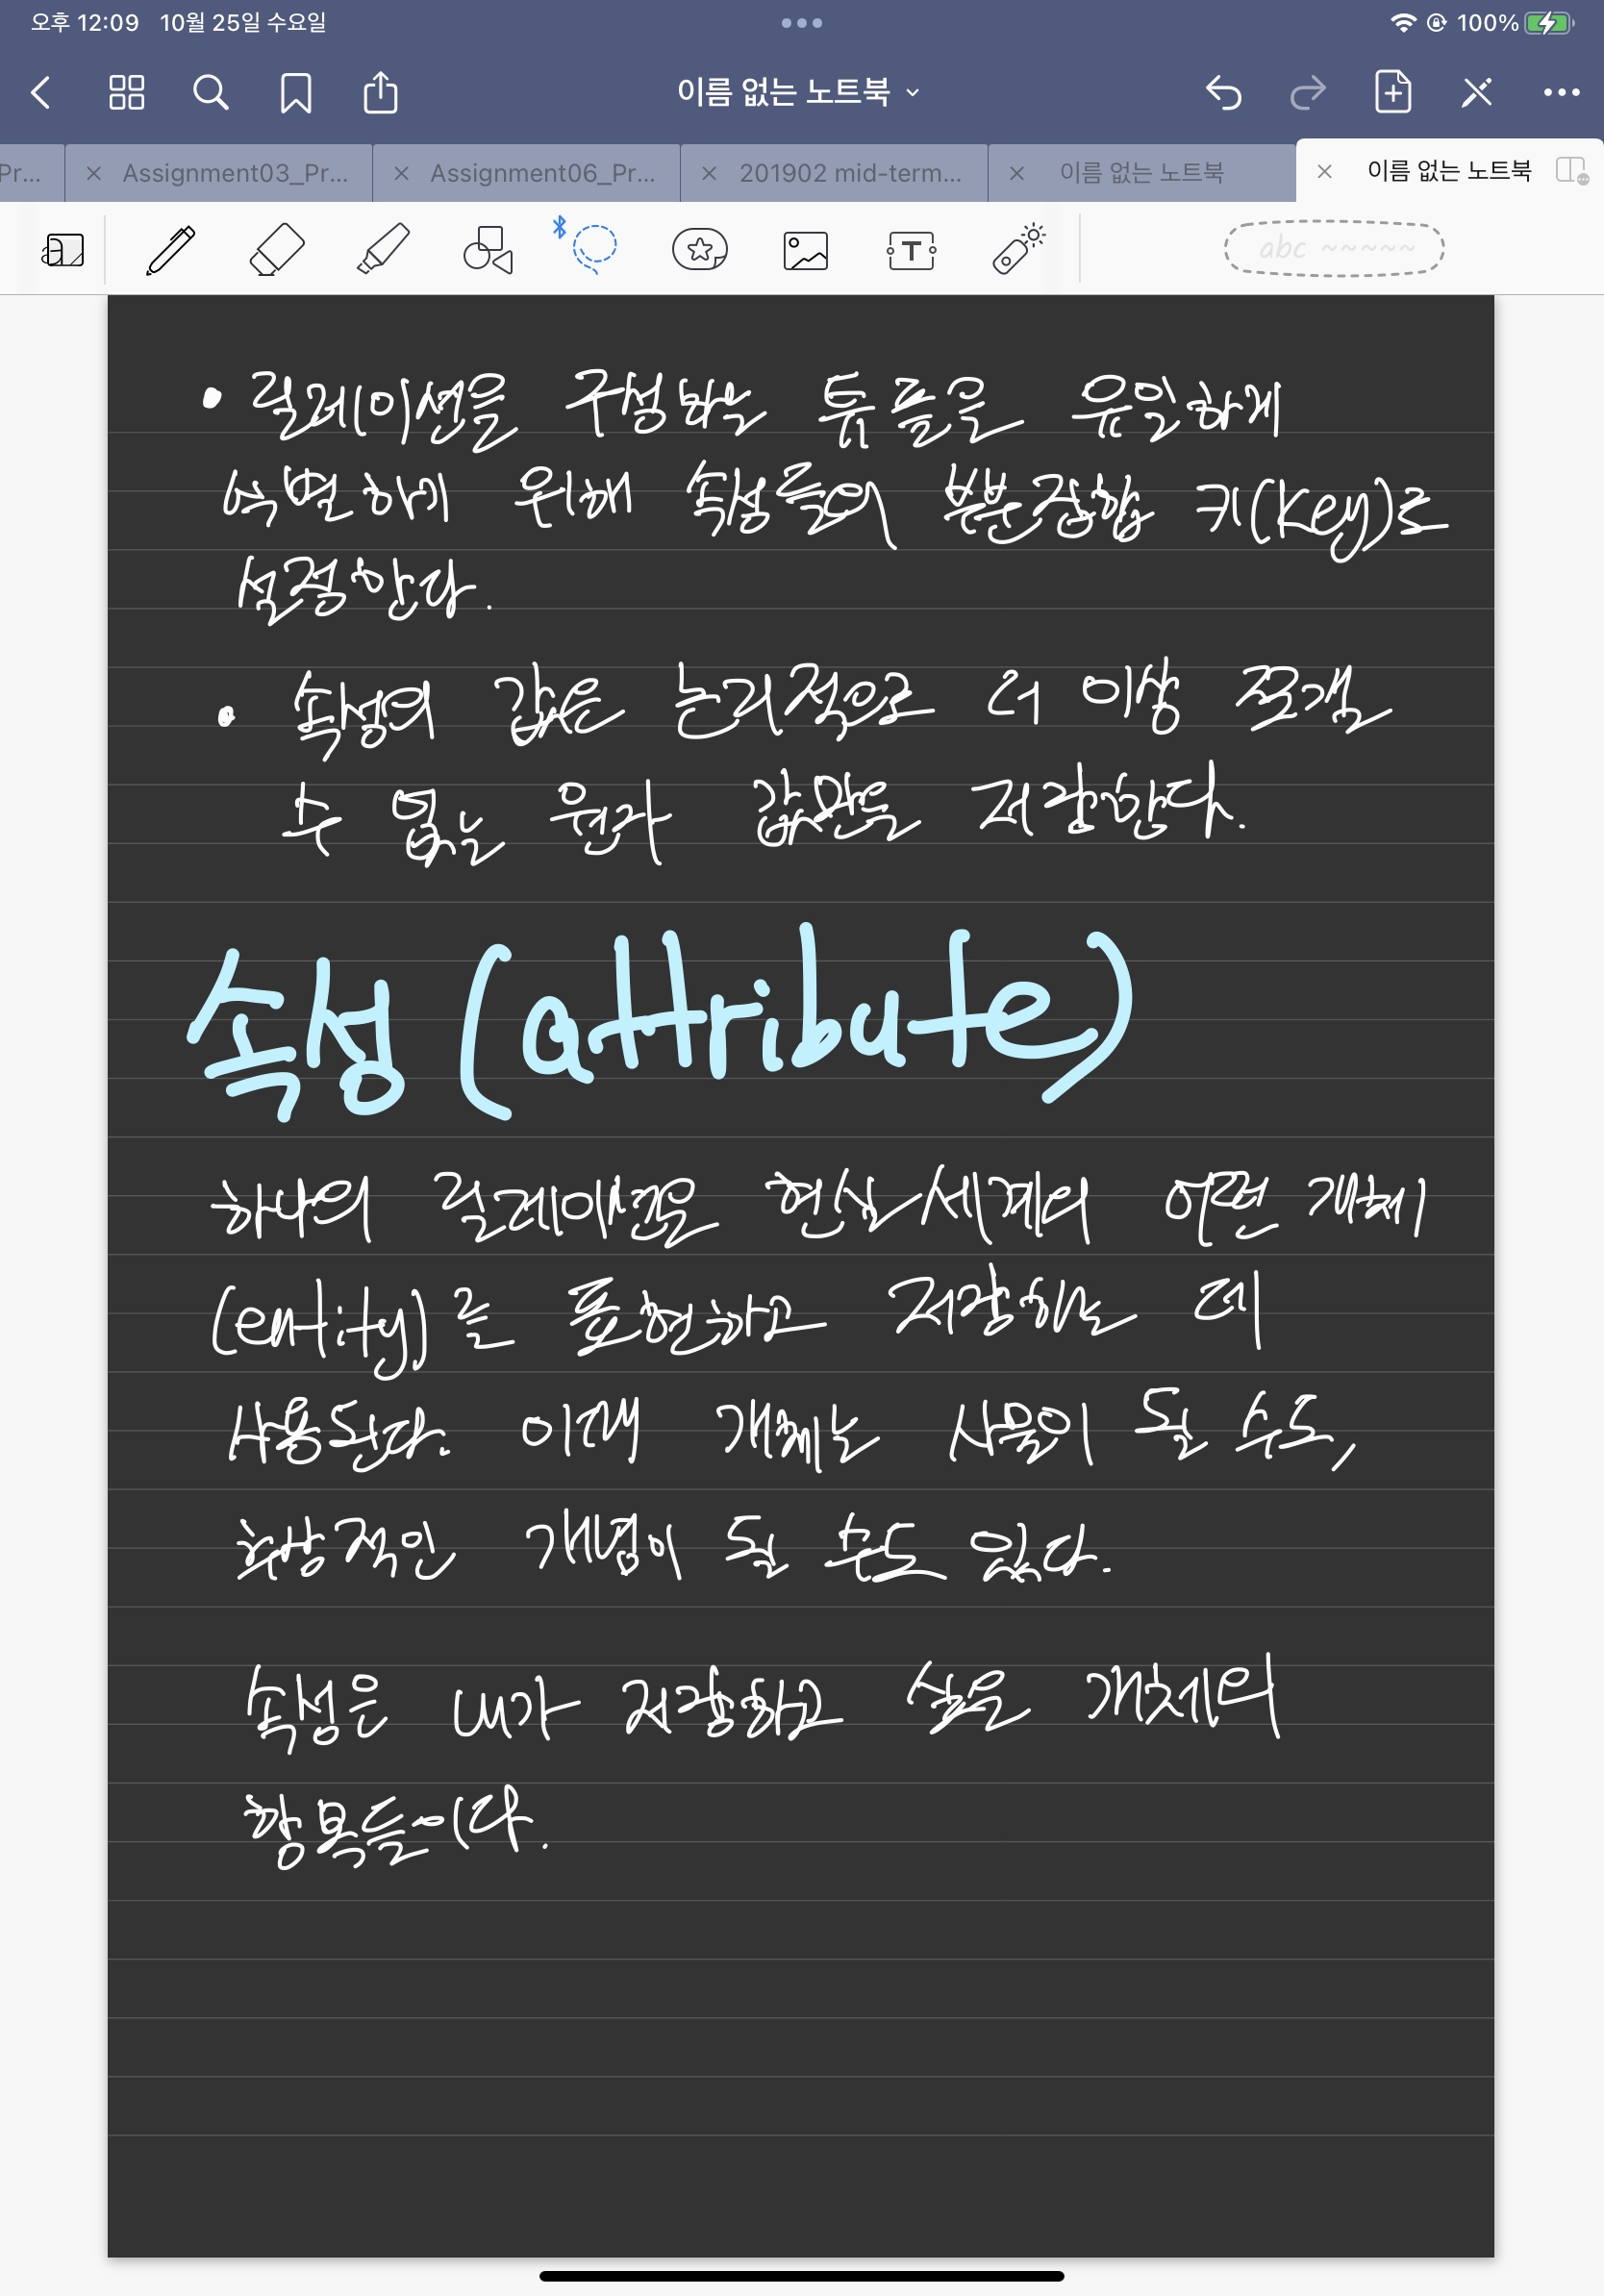 오후 12:09 10월 25일 수요일 100%
이름 없는 노트북
Pr... Assignment03_Pr... Assignment06_Pr... 201902 mid-term... 이름 없는 노트북 이름 없는 노트북
T abc ~~~~~
• 릴레이션을 구성하는 튜플을 유일하게
식별하기 위해 속성들의 부분집합 키(Key)로
설정한다.
• 속성의 값은 논리적으로 더 이상 쪼갤
수 없는 원자 값만을 저장한다.
속성 (attribute)
하나의 릴레이션은 현실세계의 어떤 개체
(entity)를 표현하고 저장하는 데
사용된다. 이때 개체는 사물이 될 수도,
추상적인 개념이 될 수도 있다.
속성은 내가 저장하고 싶은 개체의
항목들이다.